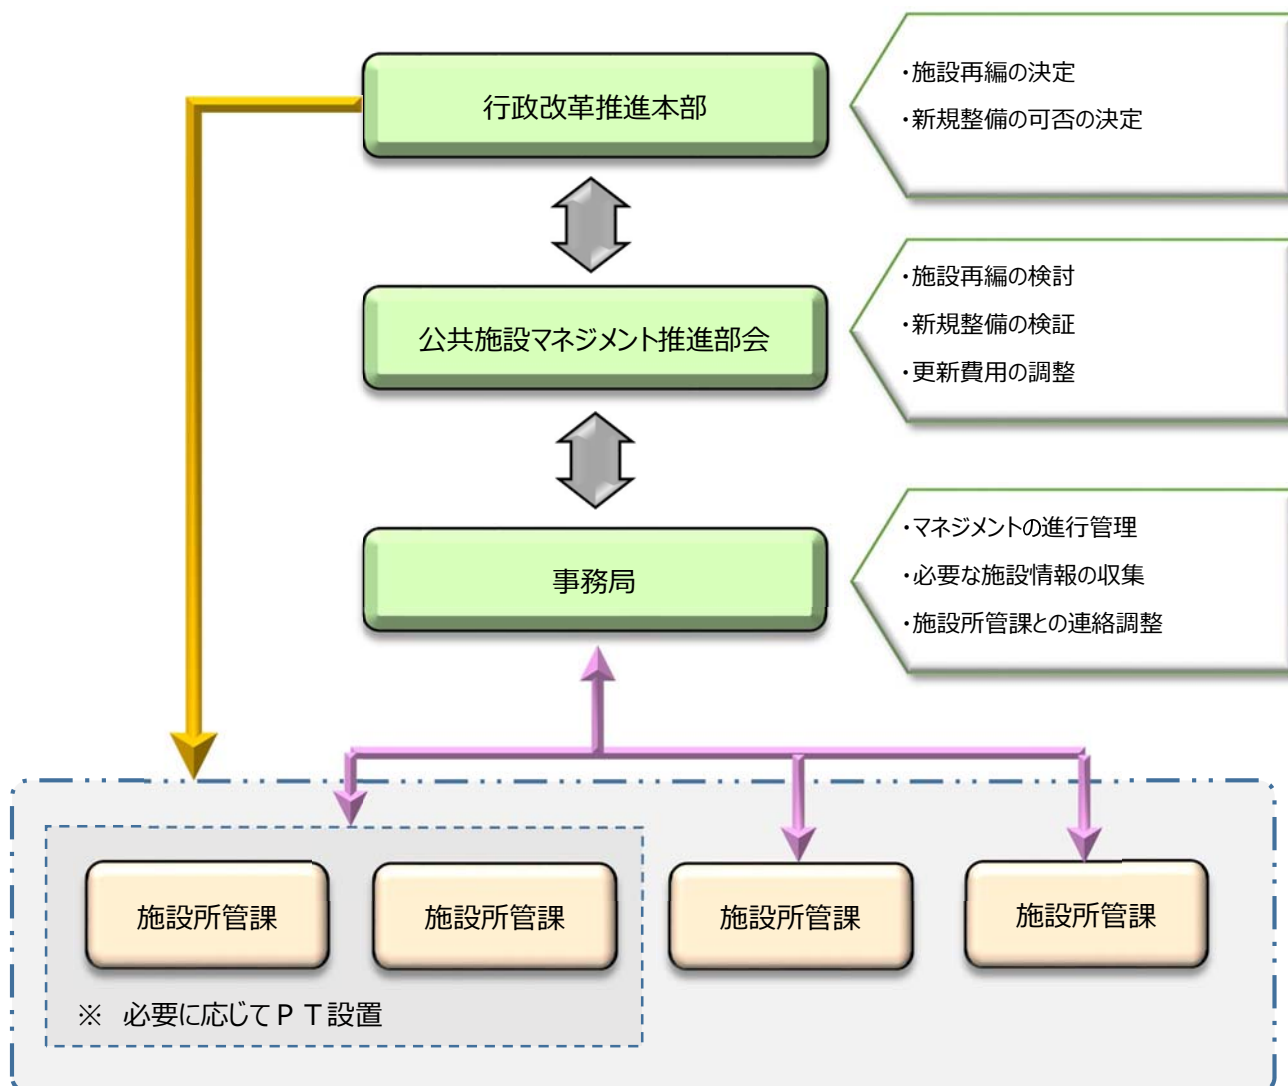 行政改革推進本部
・施設再編の決定
・新規整備の可否の決定
公共施設マネジメント推進部会
・施設再編の検討
・新規整備の検証
・更新費用の調整
事務局
・マネジメントの進行管理
・必要な施設情報の収集
・施設所管課との連絡調整
施設所管課
施設所管課
施設所管課
施設所管課
※ 必要に応じてPT設置